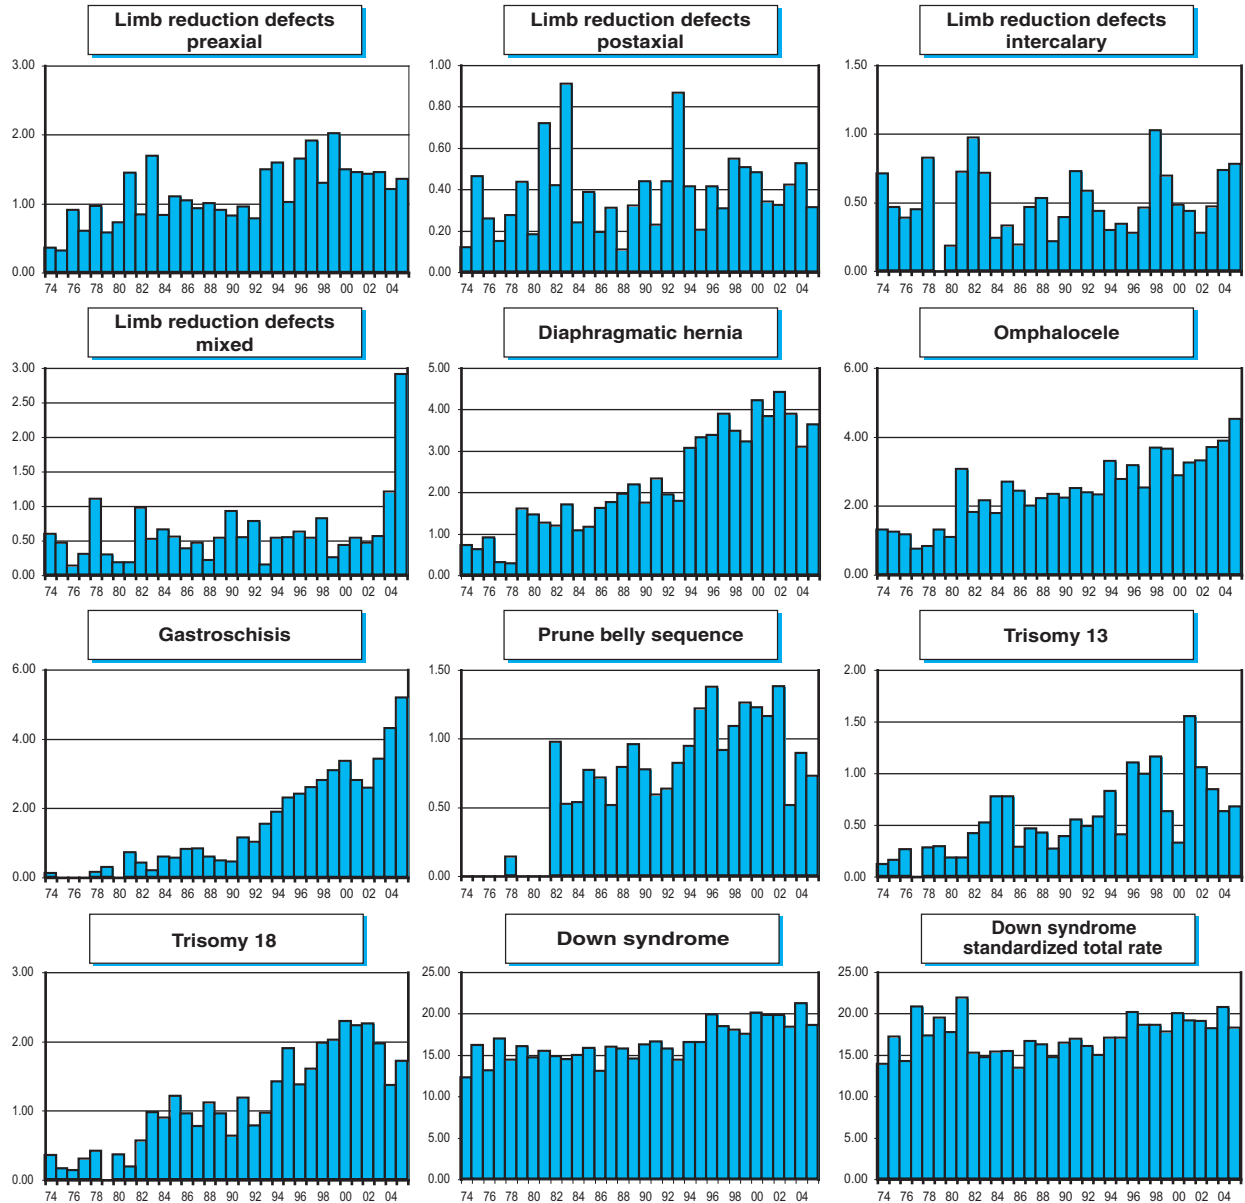 Limb reduction defects
preaxial
3.00
2.00
1.00
0.00
74 76 78 80 82 84 86 88 90 92 94 96 98 00 02 04
Limb reduction defects
postaxial
1.00
0.80
0.60
0.40
0.20
0.00
74 76 78 80 82 84 86 88 90 92 94 96 98 00 02 04
Limb reduction defects
intercalary
1.50
1.00
0.50
0.00
74 76 78 80 82 84 86 88 90 92 94 96 98 00 02 04
Limb reduction defects
mixed
3.00
2.50
2.00
1.50
1.00
0.50
0.00
74 76 78 80 82 84 86 88 90 92 94 96 98 00 02 04
Diaphragmatic hernia
5.00
4.00
3.00
2.00
1.00
0.00
74 76 78 80 82 84 86 88 90 92 94 96 98 00 02 04
Omphalocele
6.00
4.00
2.00
0.00
74 76 78 80 82 84 86 88 90 92 94 96 98 00 02 04
Gastroschisis
6.00
4.00
2.00
0.00
74 76 78 80 82 84 86 88 90 92 94 96 98 00 02 04
Prune belly sequence
1.50
1.00
0.50
0.00
74 76 78 80 82 84 86 88 90 92 94 96 98 00 02 04
Trisomy 13
2.00
1.50
1.00
0.50
0.00
74 76 78 80 82 84 86 88 90 92 94 96 98 00 02 04
Trisomy 18
3.00
2.00
1.00
0.00
74 76 78 80 82 84 86 88 90 92 94 96 98 00 02 04
Down syndrome
25.00
20.00
15.00
10.00
5.00
0.00
74 76 78 80 82 84 86 88 90 92 94 96 98 00 02 04
Down syndrome
standardized total rate
25.00
20.00
15.00
10.00
5.00
0.00
74 76 78 80 82 84 86 88 90 92 94 96 98 00 02 04